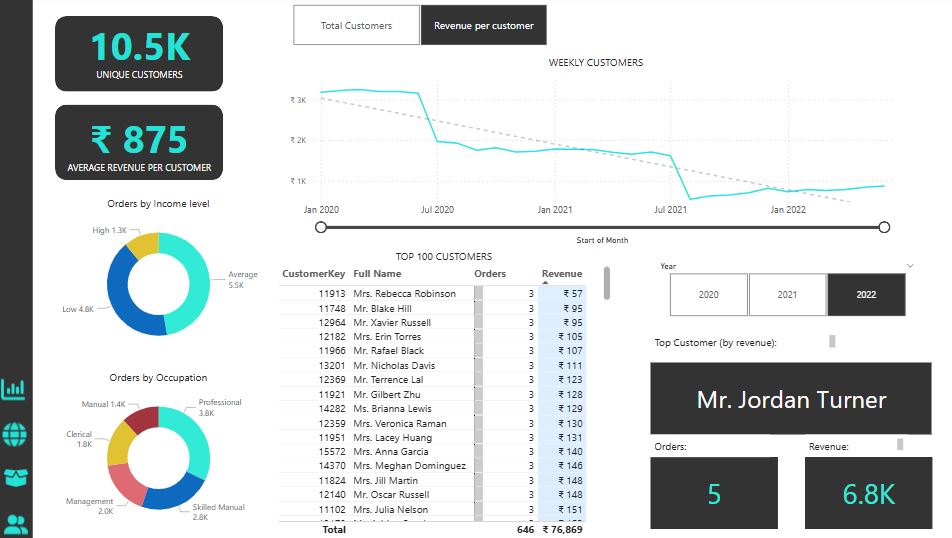 10.5K
UNIQUE CUSTOMERS
₹ 875
AVERAGE REVENUE PER CUSTOMER
Total Customers
Revenue per customer
WEEKLY CUSTOMERS
₹ 3K
₹ 2K
₹ 1K
Jan 2020 Jul 2020 Jan 2021 Jul 2021 Jan 2022
Start of Month
Orders by Income level
High 1.3K
Average
5.5K
Low 4.8K
Orders by Occupation
Manual 1.4K
Professional
3.8K
Clerical
1.8K
Management
2.0K
Skilled Manual
2.8K
TOP 100 CUSTOMERS
CustomerKey Full Name Orders Revenue
11913 Mrs. Rebecca Robinson 3 ₹ 57
11748 Mr. Blake Hill 3 ₹ 95
12964 Mr. Xavier Russell 3 ₹ 95
12182 Mrs. Erin Torres 3 ₹ 105
11966 Mr. Rafael Black 3 ₹ 107
13201 Mr. Nicholas Davis 3 ₹ 111
12369 Mr. Terrence Lal 3 ₹ 123
11921 Mr. Gilbert Zhu 3 ₹ 128
14282 Ms. Brianna Lewis 3 ₹ 129
12359 Mrs. Veronica Raman 3 ₹ 130
11951 Mrs. Lacey Huang 3 ₹ 131
15572 Mrs. Anna Garcia 3 ₹ 140
14370 Mrs. Meghan Dominguez 3 ₹ 146
11824 Mrs. Jill Martin 3 ₹ 148
12140 Mr. Oscar Russell 3 ₹ 148
11102 Mrs. Julia Nelson 3 ₹ 151
Total 646 ₹ 76,869
Year
2020
2021
2022
Top Customer (by revenue):
Mr. Jordan Turner
Orders:
Revenue:
5
6.8K